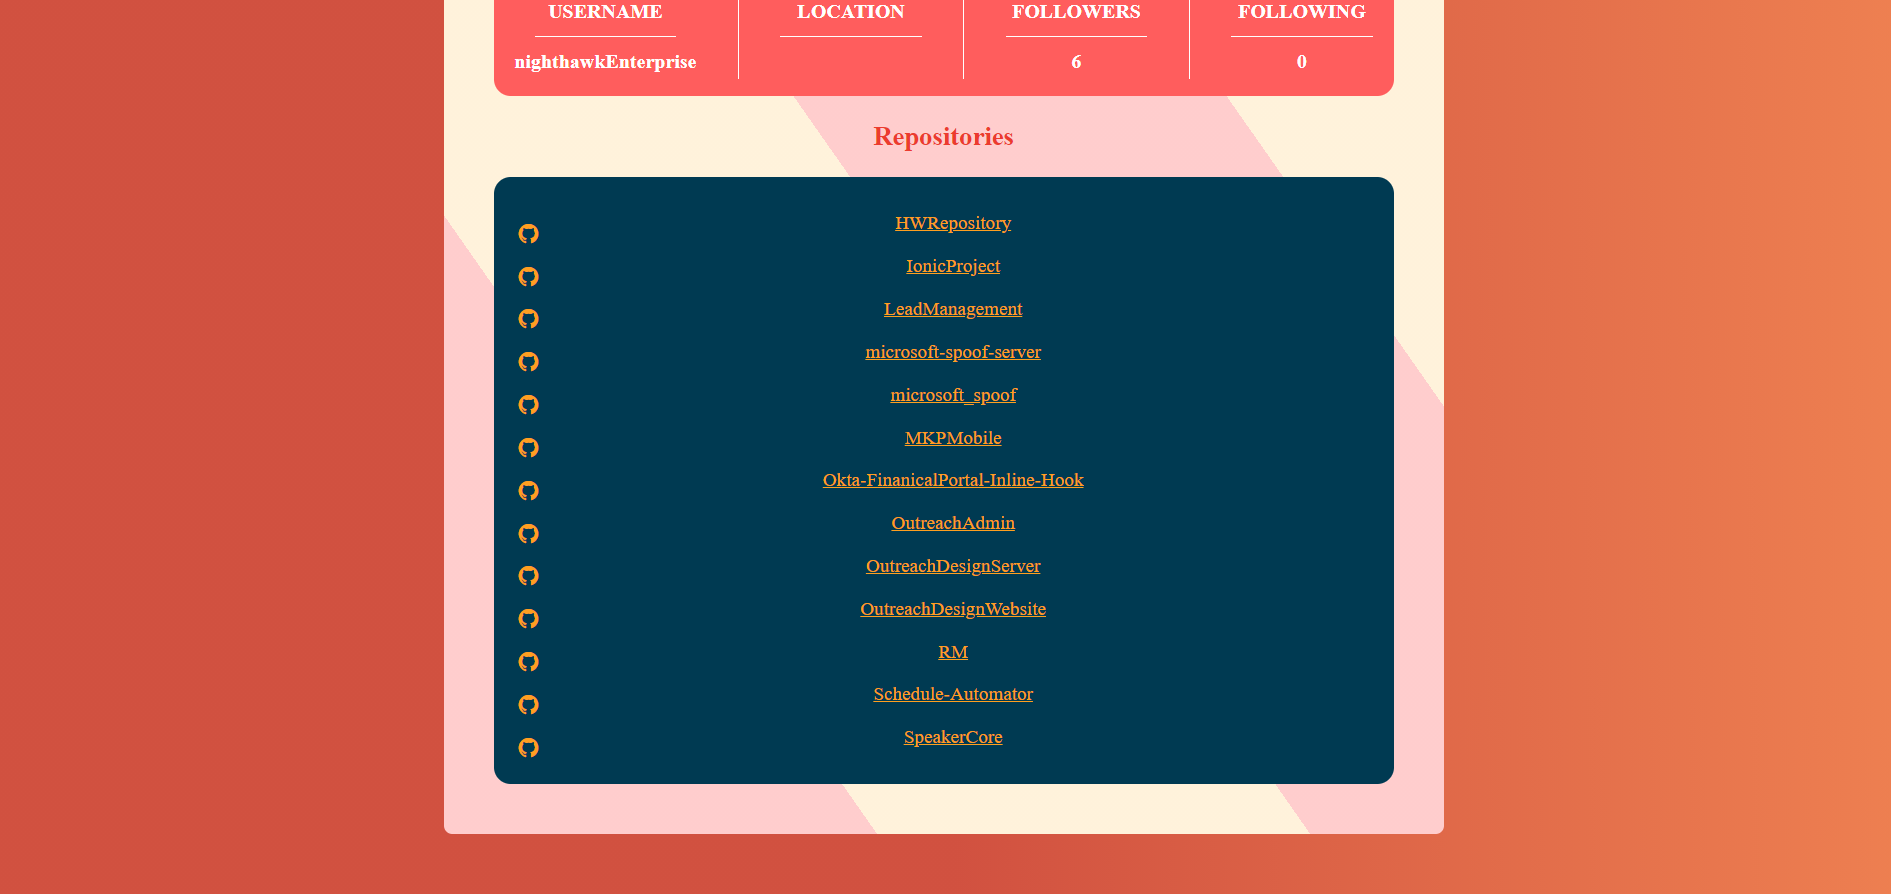 USERNAME LOCATION FOLLOWERS FOLLOWING
nighthawkEnterprise 6 0
Repositories
HWRepository
IonicProject
LeadManagement
microsoft-spoof-server
microsoft_spoof
MKPMobile
Okta-FinanicalPortal-Inline-Hook
OutreachAdmin
OutreachDesignServer
OutreachDesignWebsite
RM
Schedule-Automator
SpeakerCore